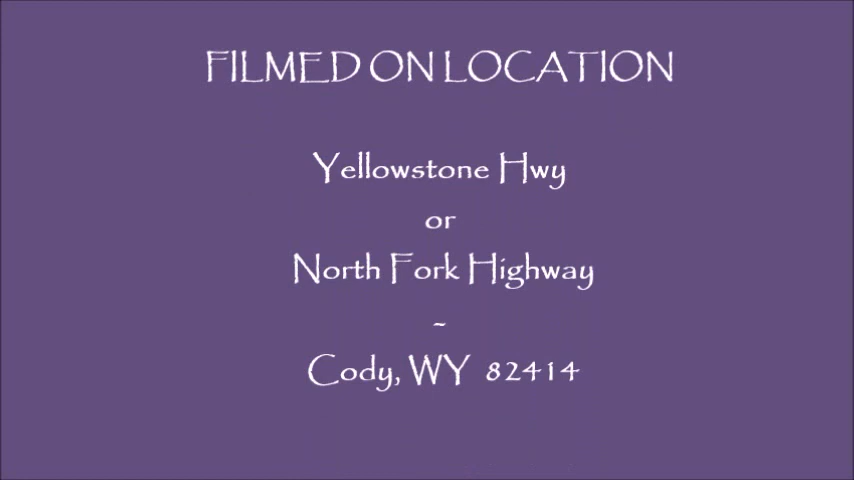 FILMED ON LOCATION
Yellowstone Hwy
or
North Fork Highway
~
Cody, WY 82414